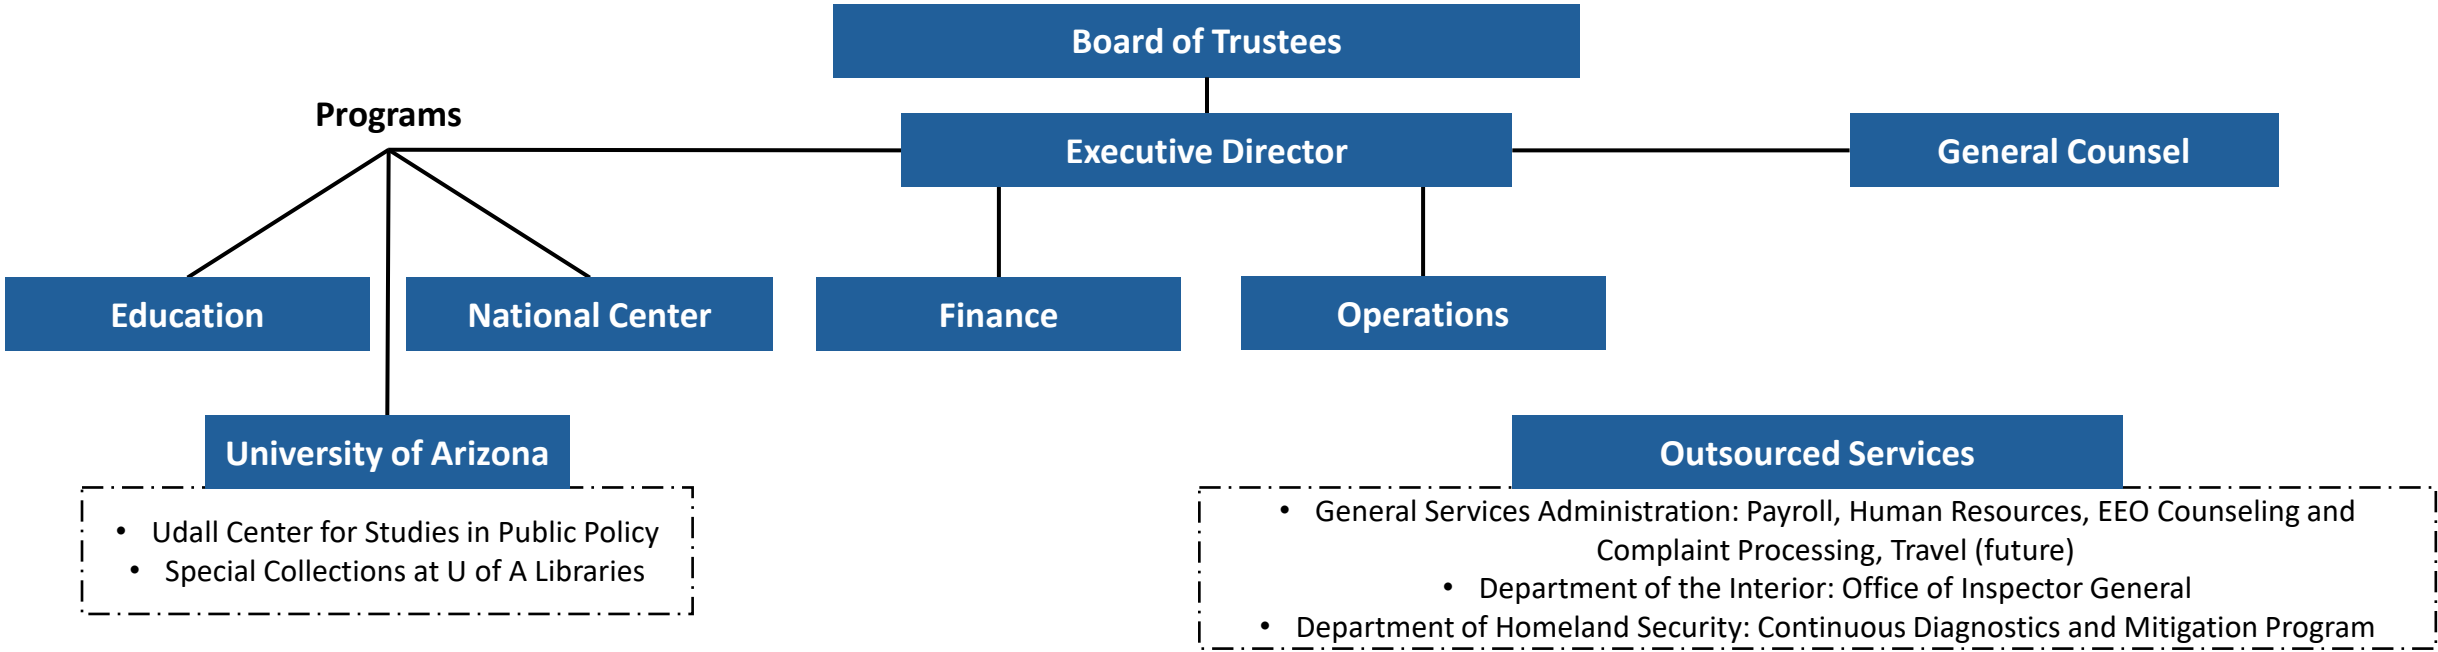 Board of Trustees
Programs
Executive Director
General Counsel
Education
National Center
Finance
Operations
University of Arizona
• Udall Center for Studies in Public Policy
• Special Collections at U of A Libraries
Outsourced Services
• General Services Administration: Payroll, Human Resources, EEO Counseling and
Complaint Processing, Travel (future)
• Department of the Interior: Office of Inspector General
• Department of Homeland Security: Continuous Diagnostics and Mitigation Program